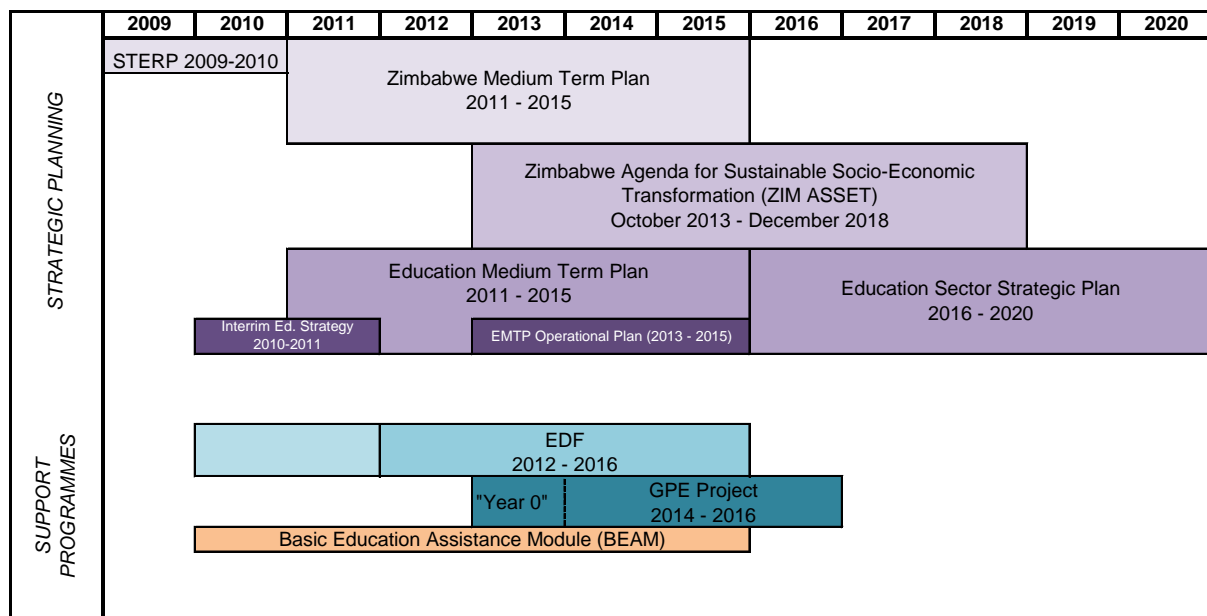 2009 2010 2011 2012 2013 2014 2015 2016 2017 2018 2019 2020
STRATEGIC PLANNING
STERP 2009-2010
Zimbabwe Medium Term Plan
2011 - 2015
Zimbabwe Agenda for Sustainable Socio-Economic
Transformation (ZIM ASSET)
October 2013 - December 2018
Education Medium Term Plan
2011 - 2015
Education Sector Strategic Plan
2016 - 2020
Interrim Ed. Strategy
2010-2011
EMTP Operational Plan (2013 - 2015)
SUPPORT
PROGRAMMES
EDF
2012 - 2016
"Year 0"
GPE Project
2014 - 2016
Basic Education Assistance Module (BEAM)